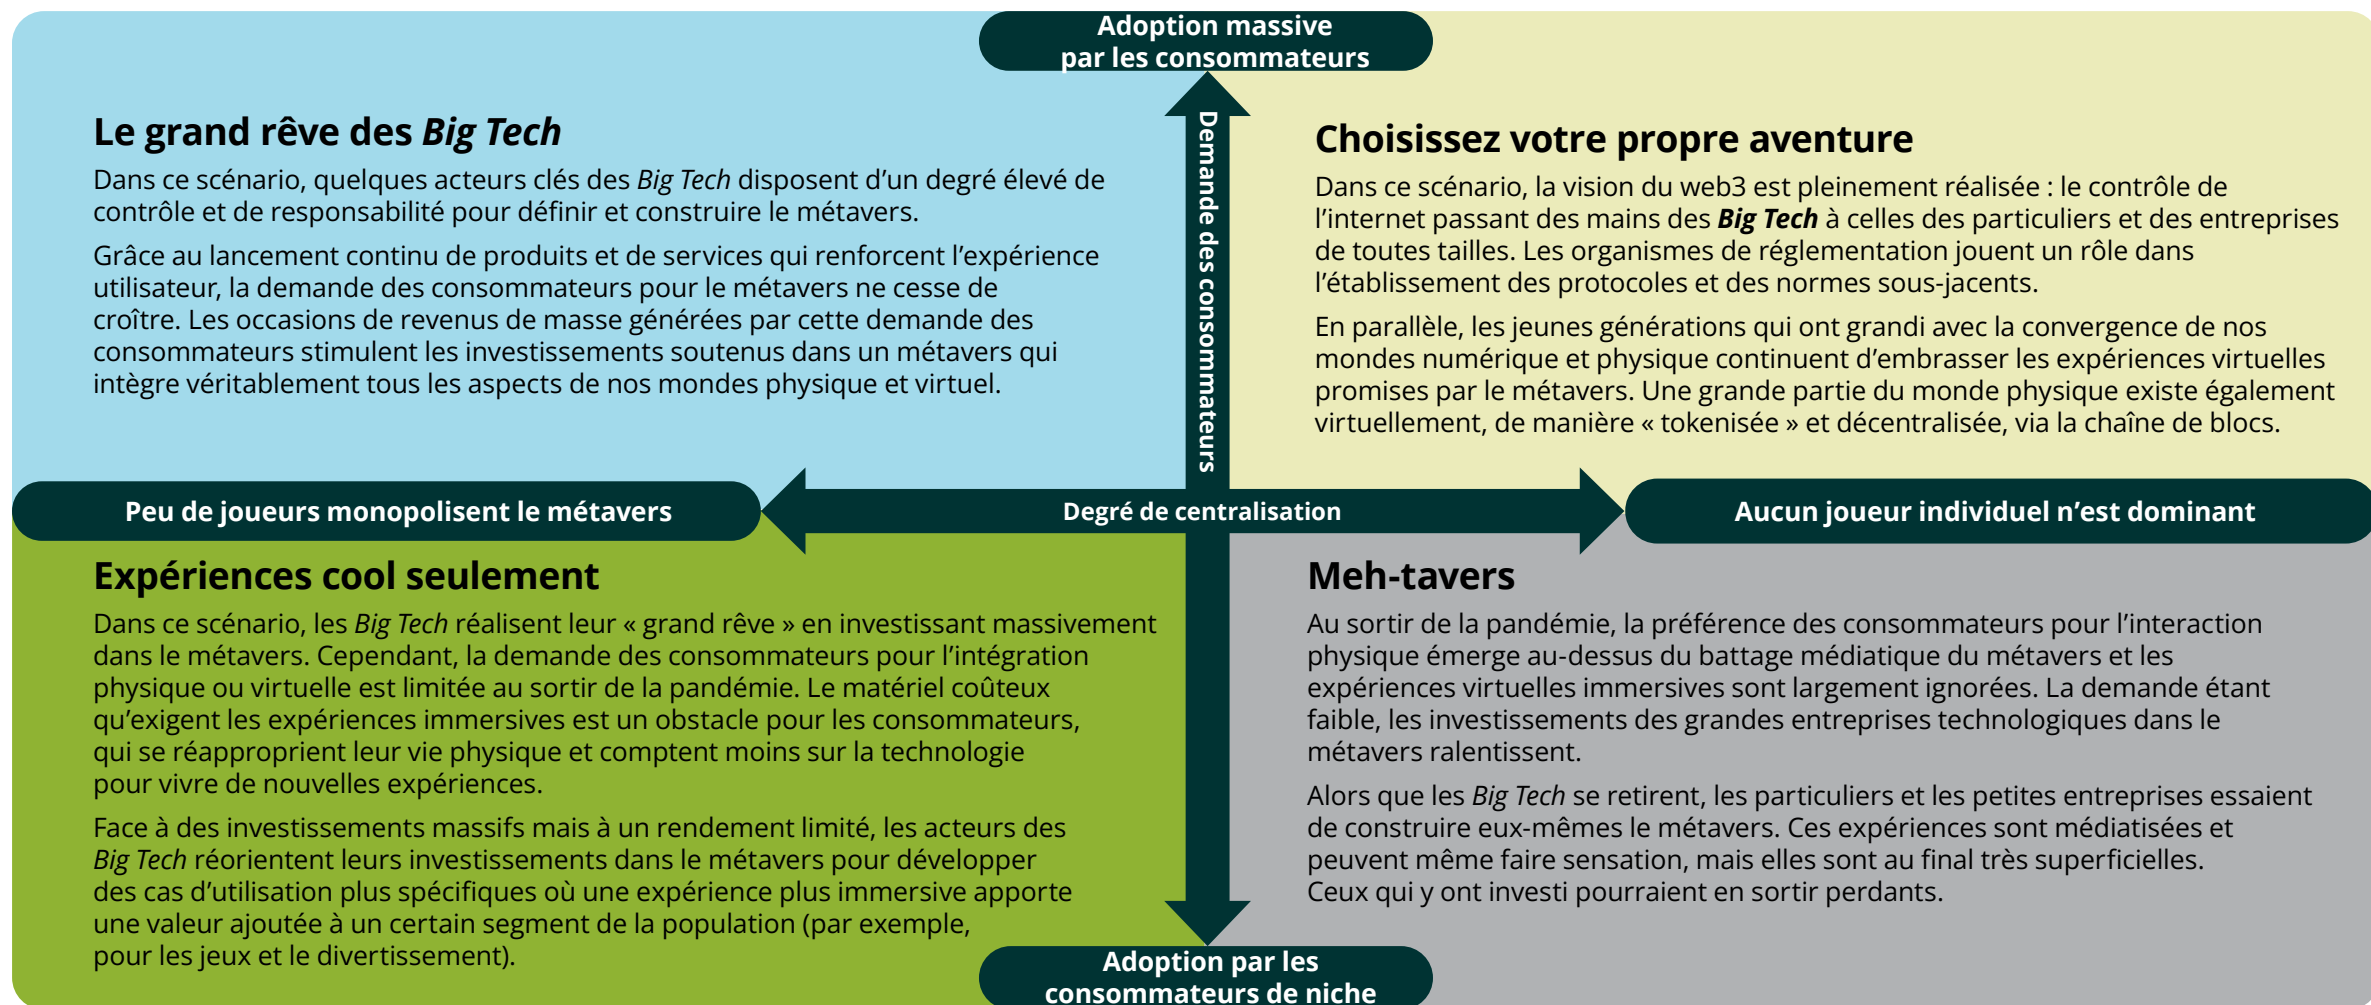 Adoption massive
par les consommateurs
Le grand rêve des Big Tech
Dans ce scénario, quelques acteurs clés des Big Tech disposent d’un degré élevé de
contrôle et de responsabilité pour définir et construire le métavers.
Grâce au lancement continu de produits et de services qui renforcent l’expérience
utilisateur, la demande des consommateurs pour le métavers ne cesse de
croître. Les occasions de revenus de masse générées par cette demande des
consommateurs stimulent les investissements soutenus dans un métavers qui
intègre véritablement tous les aspects de nos mondes physique et virtuel.
Demande des consommateurs
Choisissez votre propre aventure
Dans ce scénario, la vision du web3 est pleinement réalisée : le contrôle de
l’internet passant des mains des Big Tech à celles des particuliers et des entreprises
de toutes tailles. Les organismes de réglementation jouent un rôle dans
l’établissement des protocoles et des normes sous-jacents.
En parallèle, les jeunes générations qui ont grandi avec la convergence de nos
mondes numérique et physique continuent d’embrasser les expériences virtuelles
promises par le métavers. Une grande partie du monde physique existe également
virtuellement, de manière « tokenisée » et décentralisée, via la chaîne de blocs.
Peu de joueurs monopolisent le métavers
Degré de centralisation
Aucun joueur individuel n’est dominant
Expériences cool seulement
Dans ce scénario, les Big Tech réalisent leur « grand rêve » en investissant massivement
dans le métavers. Cependant, la demande des consommateurs pour l’intégration
physique ou virtuelle est limitée au sortir de la pandémie. Le matériel coûteux
qu’exigent les expériences immersives est un obstacle pour les consommateurs,
qui se réapproprient leur vie physique et comptent moins sur la technologie
pour vivre de nouvelles expériences.
Face à des investissements massifs mais à un rendement limité, les acteurs des
Big Tech réorientent leurs investissements dans le métavers pour développer
des cas d’utilisation plus spécifiques où une expérience plus immersive apporte
une valeur ajoutée à un certain segment de la population (par exemple,
pour les jeux et le divertissement).
Meh-tavers
Au sortir de la pandémie, la préférence des consommateurs pour l’interaction
physique émerge au-dessus du battage médiatique du métavers et les
expériences virtuelles immersives sont largement ignorées. La demande étant
faible, les investissements des grandes entreprises technologiques dans le
métavers ralentissent.
Alors que les Big Tech se retirent, les particuliers et les petites entreprises essaient
de construire eux-mêmes le métavers. Ces expériences sont médiatisées et
peuvent même faire sensation, mais elles sont au final très superficielles.
Ceux qui y ont investi pourraient en sortir perdants.
Adoption par les
consommateurs de niche